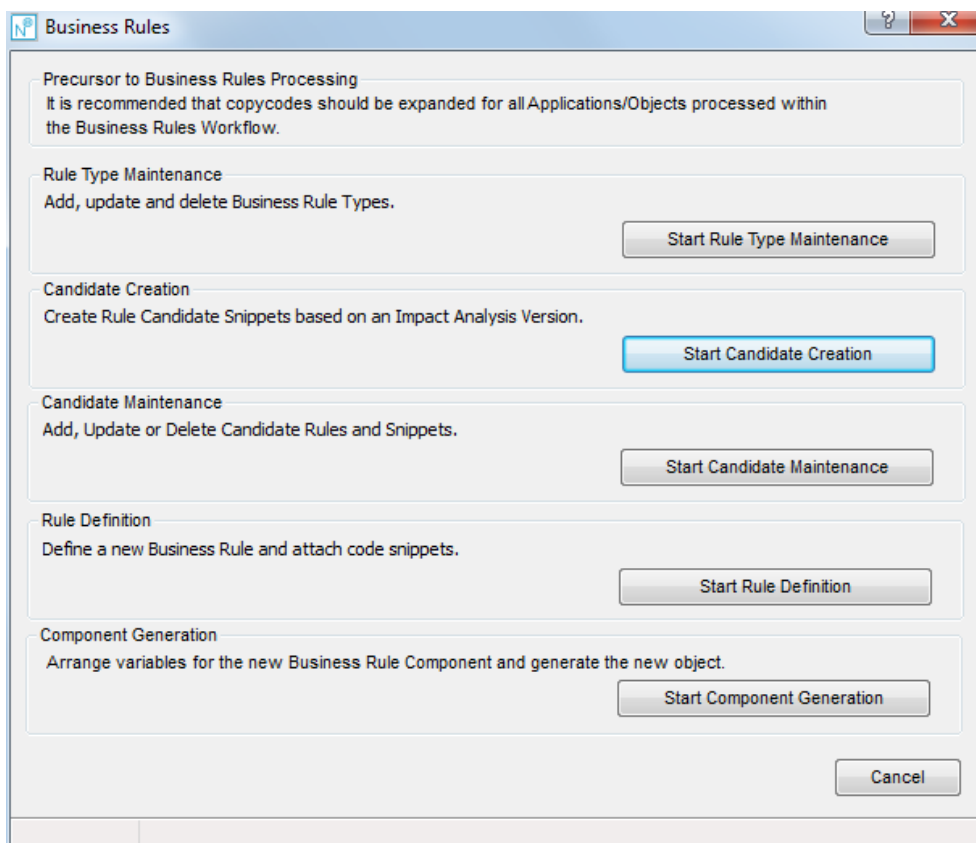 N
Business Rules
? X
Precursor to Business Rules Processing
It is recommended that copycodes should be expanded for all Applications/Objects processed within
the Business Rules Workflow.
Rule Type Maintenance
Add, update and delete Business Rule Types.
Start Rule Type Maintenance
Candidate Creation
Create Rule Candidate Snippets based on an Impact Analysis Version.
Start Candidate Creation
Candidate Maintenance
Add, Update or Delete Candidate Rules and Snippets.
Start Candidate Maintenance
Rule Definition
Define a new Business Rule and attach code snippets.
Start Rule Definition
Component Generation
Arrange variables for the new Business Rule Component and generate the new object.
Start Component Generation
Cancel